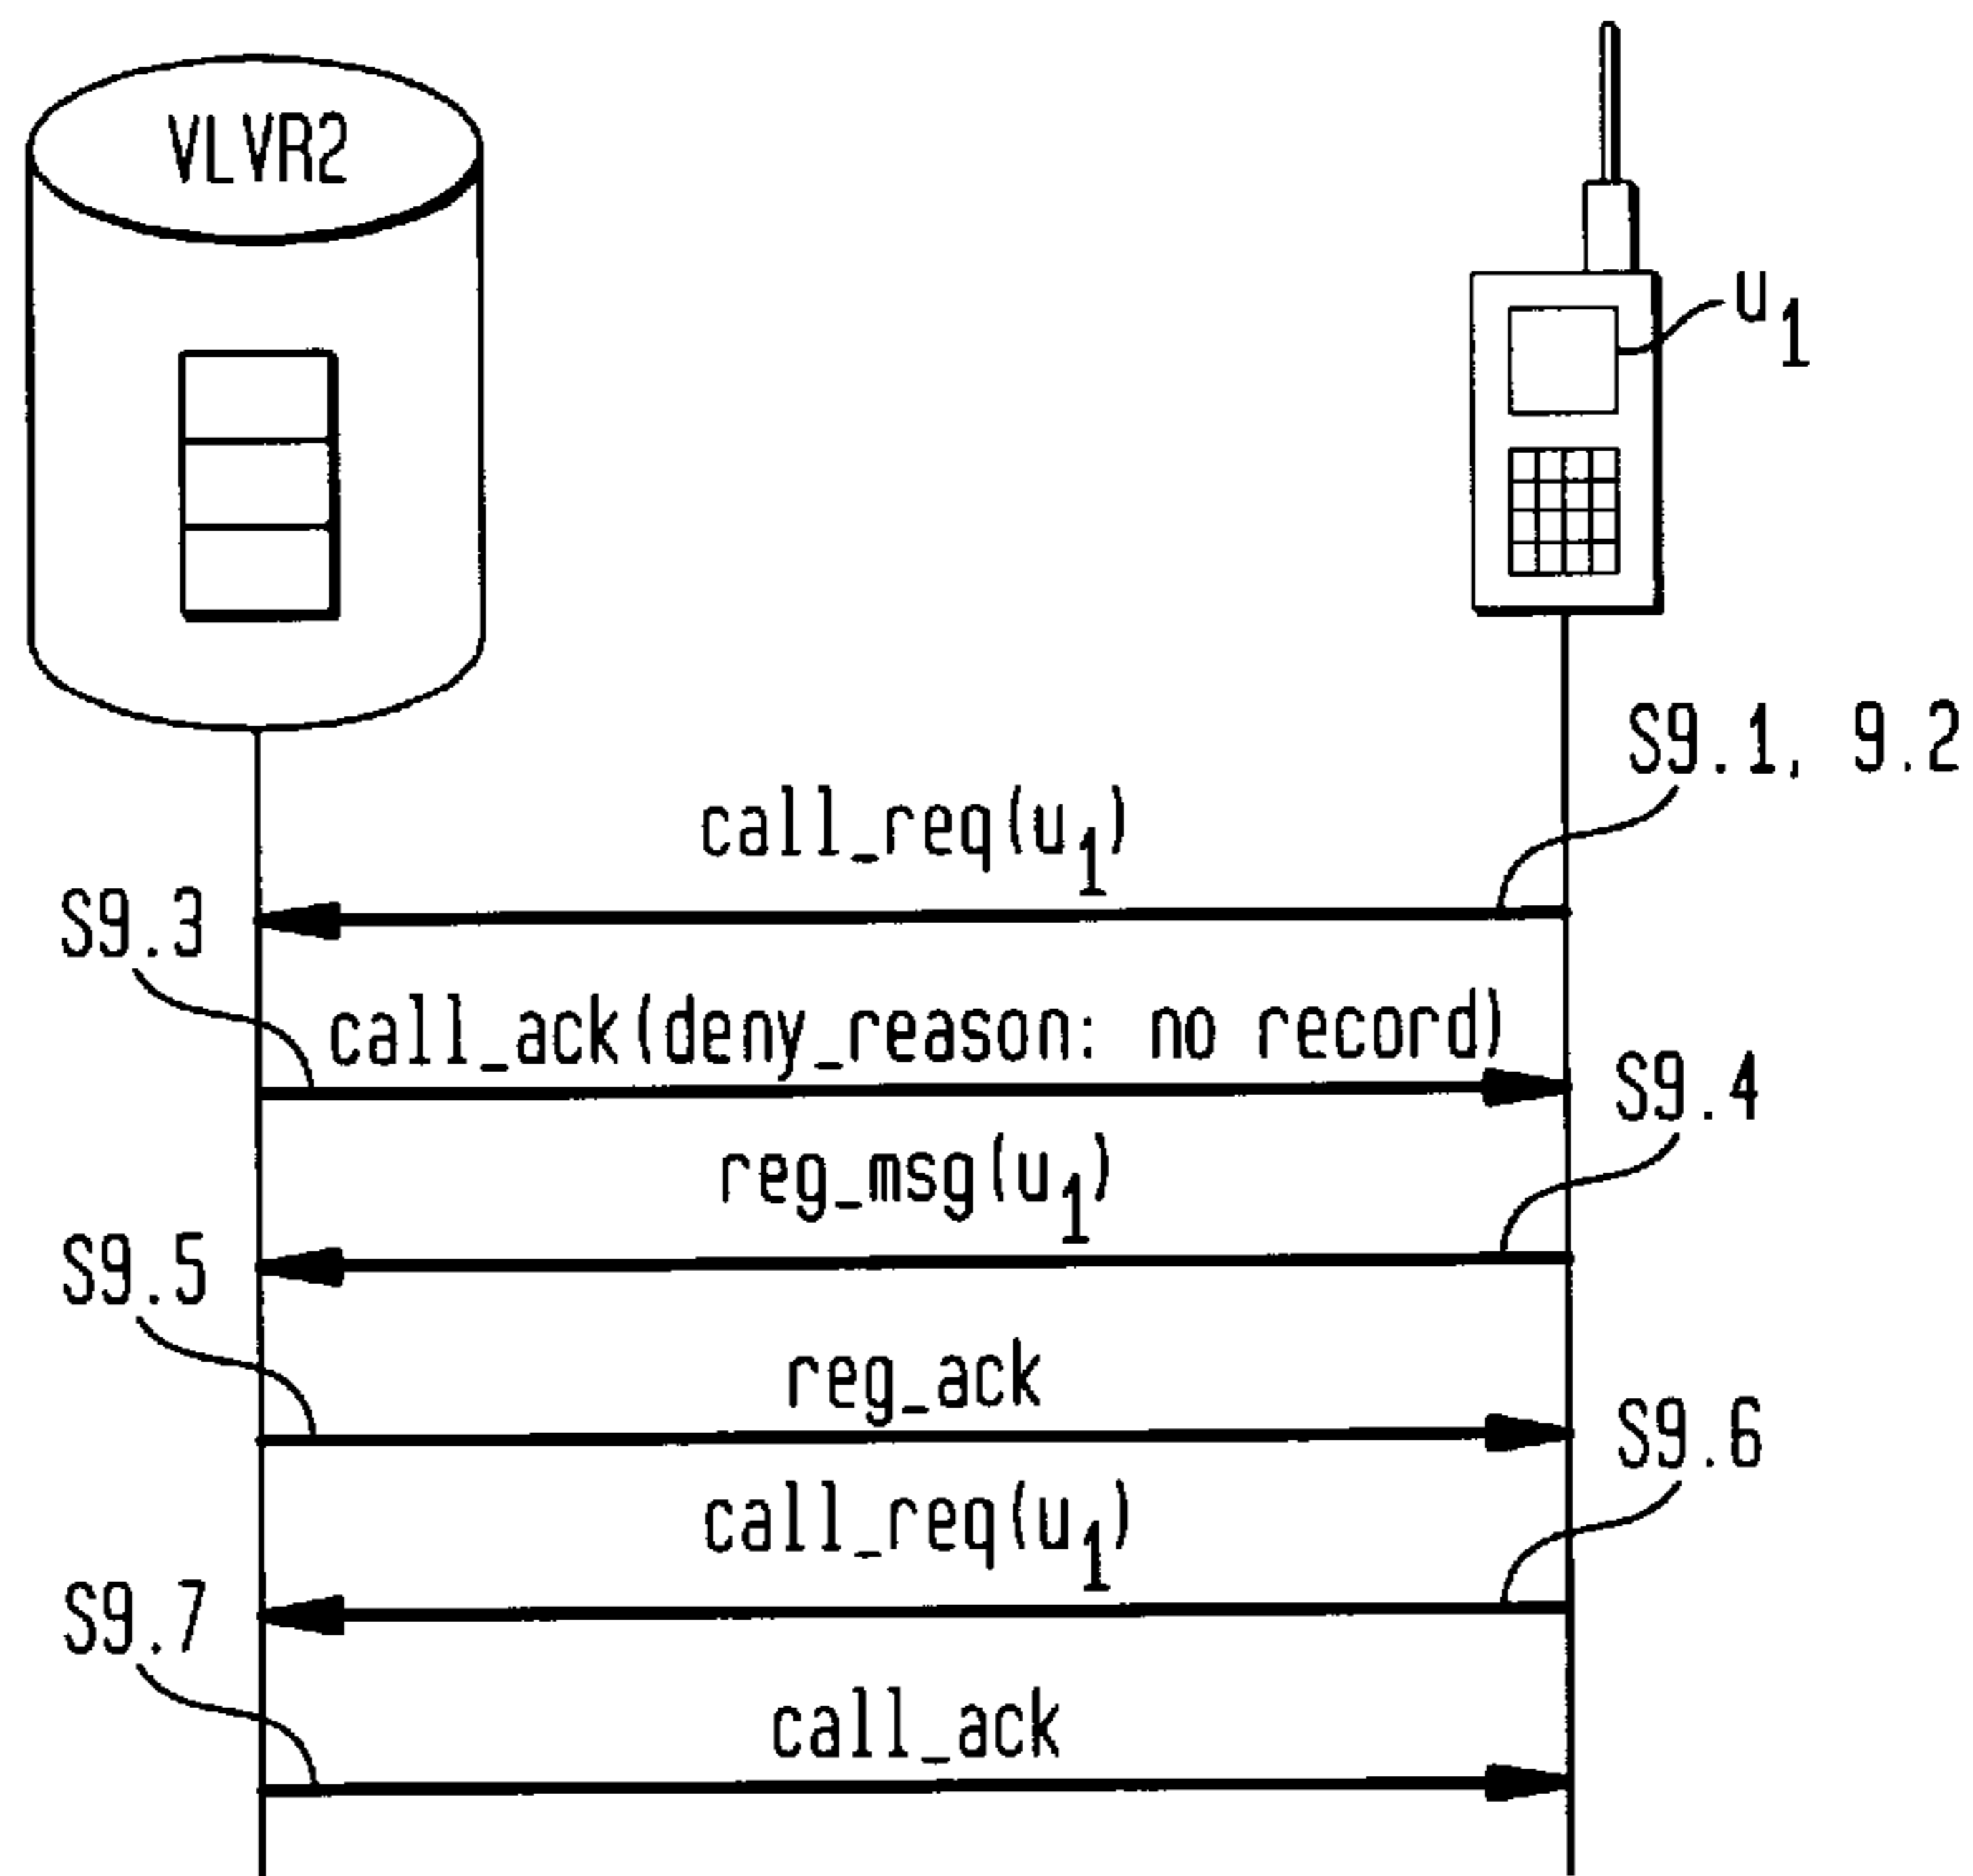 VLVR2
u1
S9.1, 9.2
call_req(u1)
S9.3
call_ack(deny_reason: no record)
S9.4
reg_msg(u1)
S9.5
reg_ack
S9.6
call_req(u1)
S9.7
call_ack